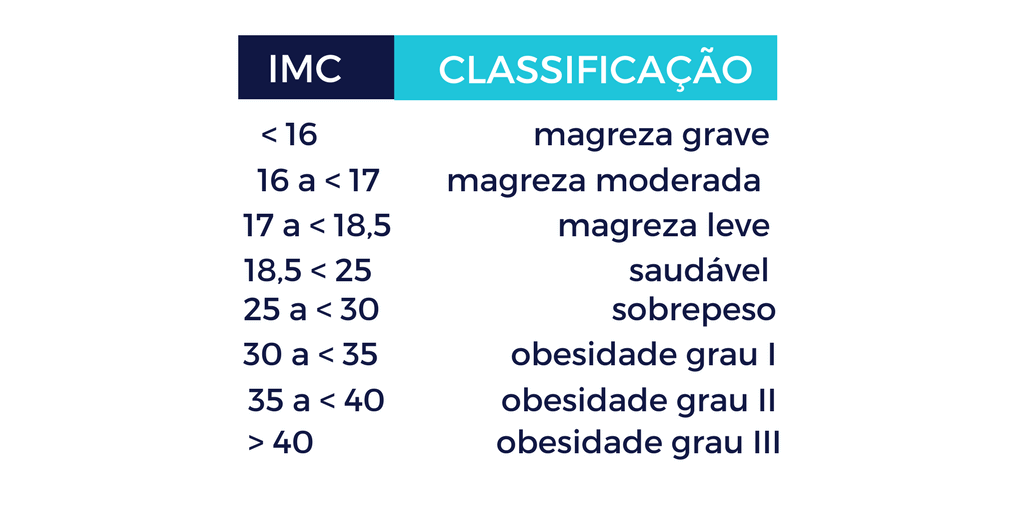 IMC CLASSIFICAÇÃO
< 16 magreza grave
16 a < 17 magreza moderada
17 a < 18,5 magreza leve
18,5 < 25 saudável
25 a < 30 sobrepeso
30 a < 35 obesidade grau I
35 a < 40 obesidade grau II
> 40 obesidade grau III